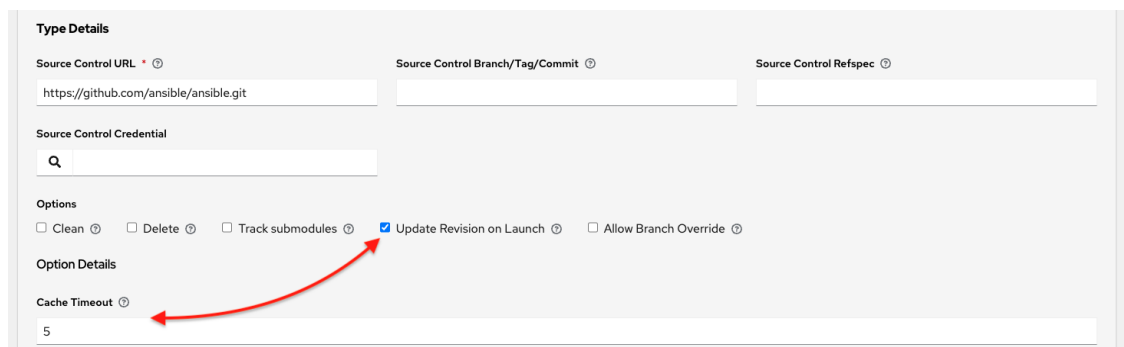 Type Details
Source Control URL * Source Control Branch/Tag/Commit Source Control Refspec
https://github.com/ansible/ansible.git
Source Control Credential
Options
Clean Delete Track submodules Update Revision on Launch Allow Branch Override
Option Details
Cache Timeout
5